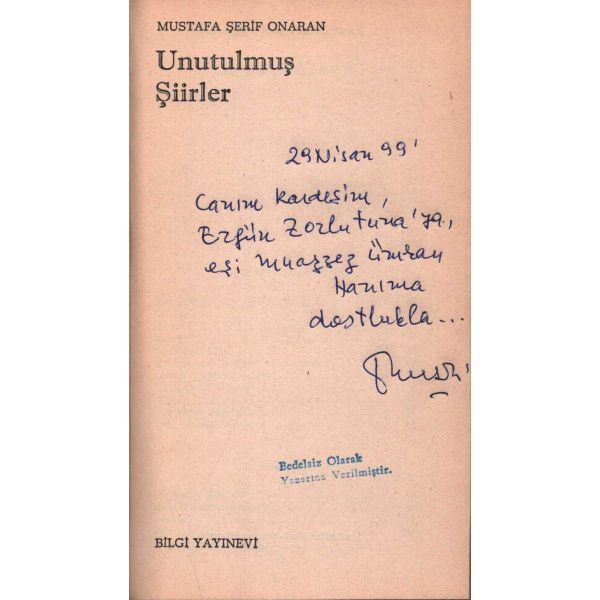 MUSTAFA ŞERİF ONARAN
Unutulmuş
Şiirler
29 Nisan 99'
Canım kardeşim,
Ergün Zorlutuna'ya,
eşi Muazzez Ümran
Hanıma
dostlukla...
Bedelsiz Olarak
Yazarına Verilmiştir.
BİLGİ YAYINEVİ